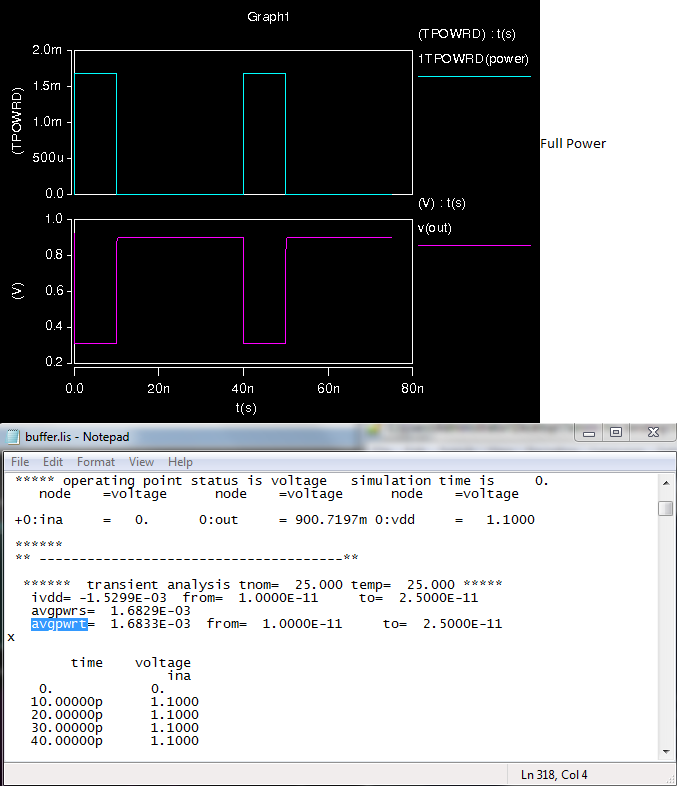 Graph1
(TPOWRD) : t(s)
1TPOWRD(power)
2.0m
1.5m
1.0m
500u
0.0
(TPOWRD)
Full Power
(V) : t(s)
v(out)
1.0
0.8
0.6
0.4
0.2
(V)
0.0 20n 40n 60n 80n
t(s)
buffer.lis - Notepad
File Edit Format View Help
***** operating point status is voltage simulation time is 0.
node =voltage node =voltage node =voltage
+0:ina = 0. 0:out = 900.7197m 0:vdd = 1.1000
******
** --------------------------------------**
****** transient analysis tnom= 25.000 temp= 25.000 *****
ivdd= -1.5299E-03 from= 1.0000E-11 to= 2.5000E-11
avgpwrs= 1.6829E-03
avgpwrt= 1.6833E-03 from= 1.0000E-11 to= 2.5000E-11
x
time voltage
ina
0. 0.
10.00000p 1.1000
20.00000p 1.1000
30.00000p 1.1000
40.00000p 1.1000
Ln 318, Col 4